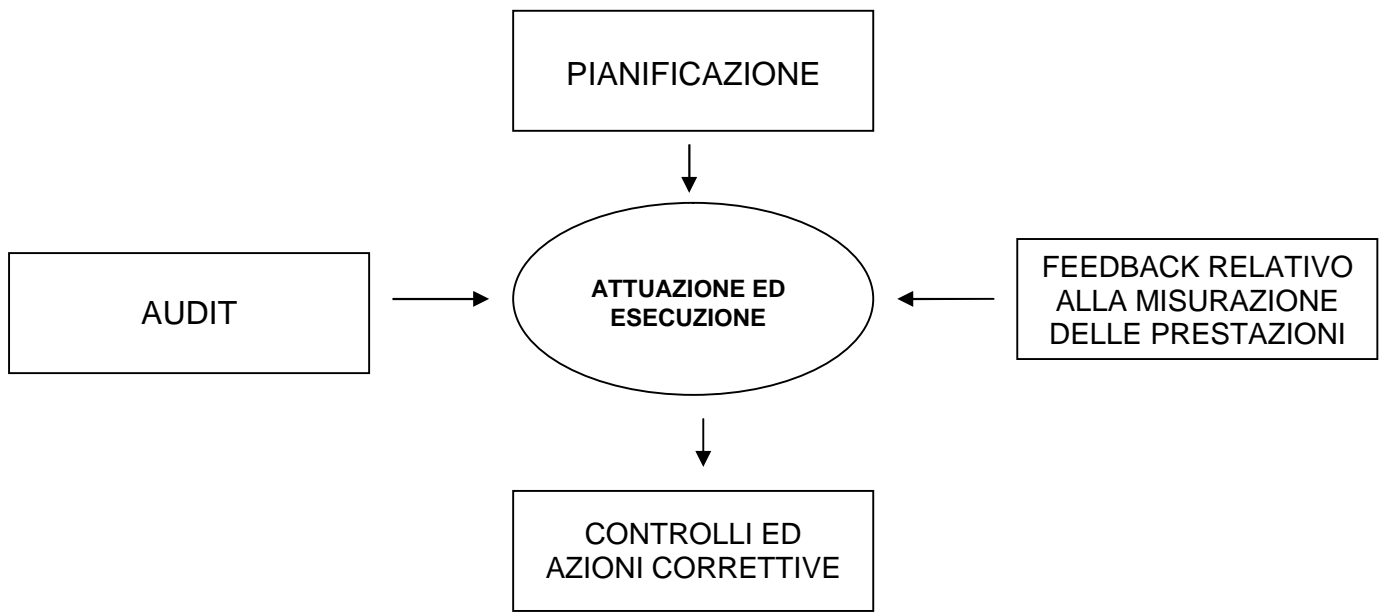 PIANIFICAZIONE
AUDIT
ATTUAZIONE ED
ESECUZIONE
FEEDBACK RELATIVO
ALLA MISURAZIONE
DELLE PRESTAZIONI
CONTROLLI ED
AZIONI CORRETTIVE